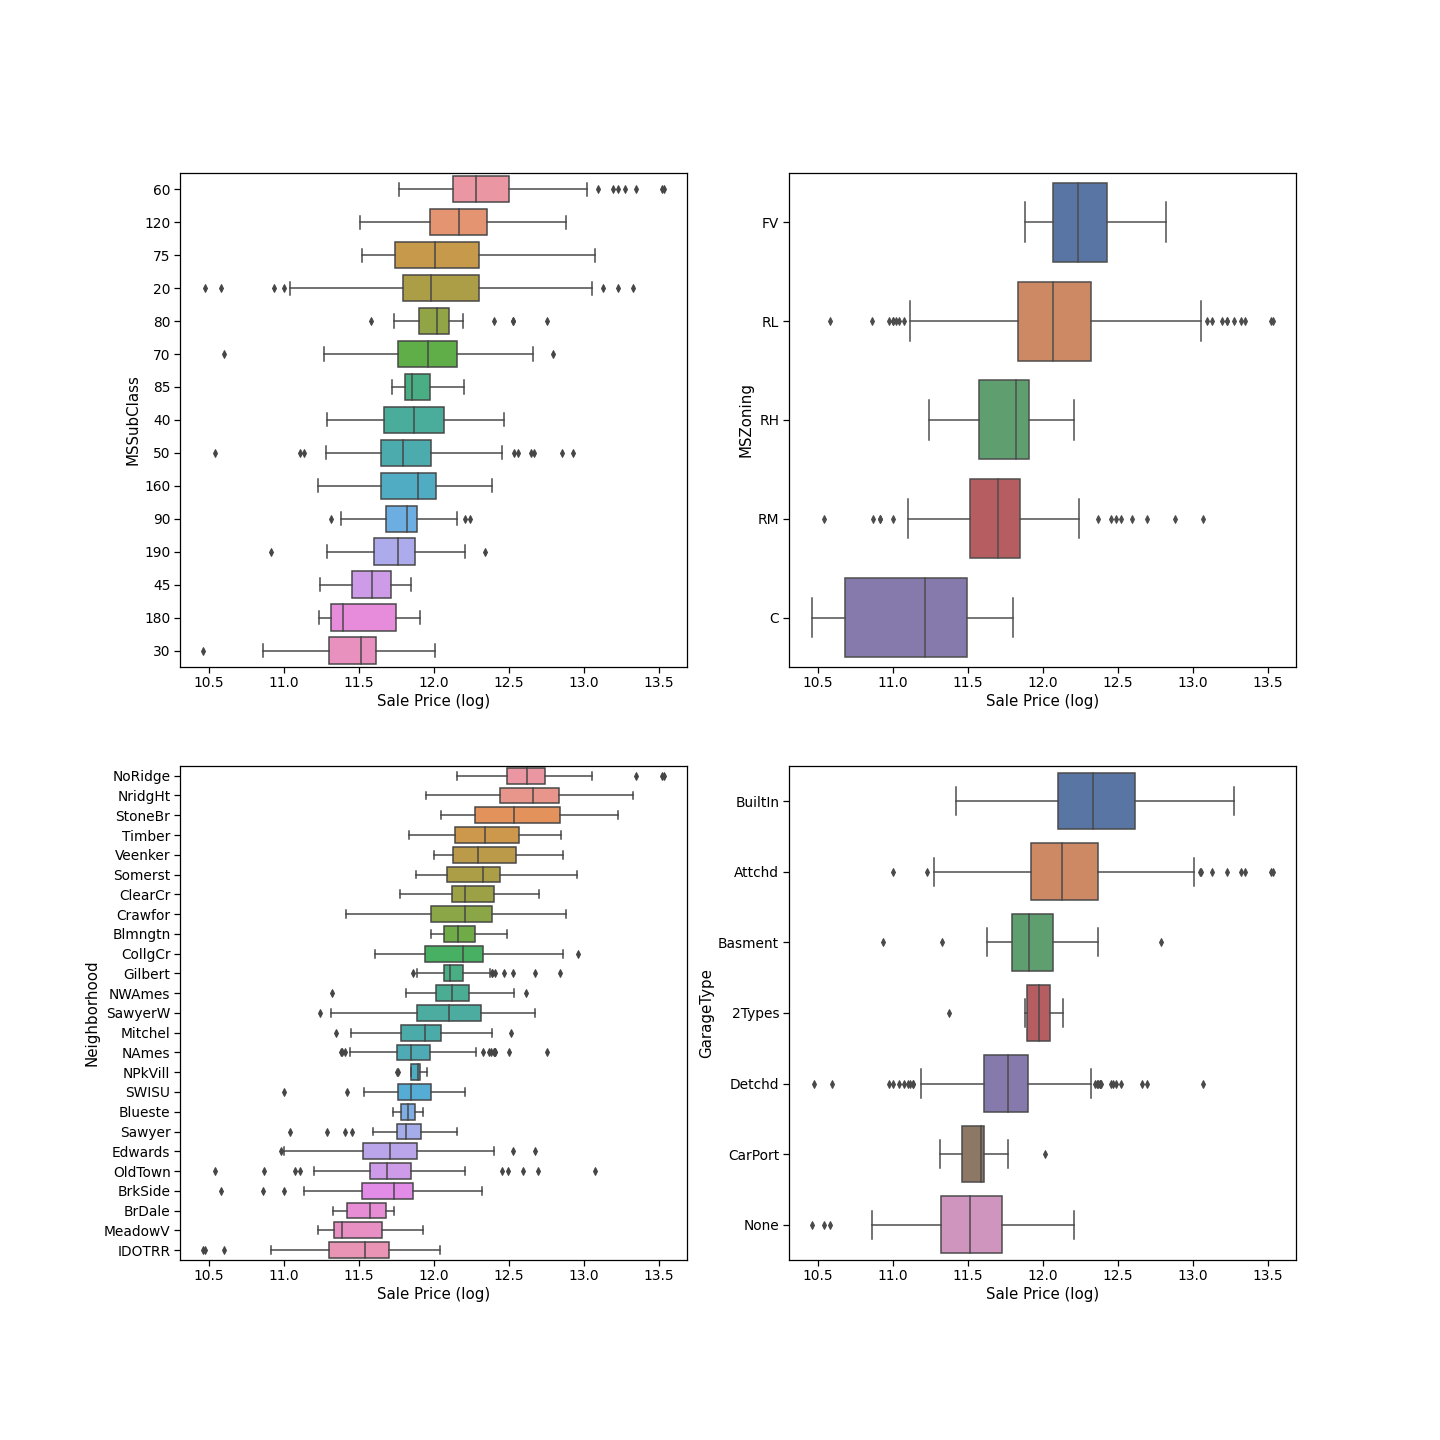 60
120
75
20
80
70
85
40
50
160
90
190
45
180
30
MSSubClass
10.5 11.0 11.5 12.0 12.5 13.0 13.5
Sale Price (log)
FV
RL
RH
RM
C
MSZoning
10.5 11.0 11.5 12.0 12.5 13.0 13.5
Sale Price (log)
NoRidge
NridgHt
StoneBr
Timber
Veenker
Somerst
ClearCr
Crawfor
Blmngtn
CollgCr
Gilbert
NWAmes
SawyerW
Mitchel
NAmes
NPkVill
SWISU
Blueste
Sawyer
Edwards
OldTown
BrkSide
BrDale
MeadowV
IDOTRR
Neighborhood
10.5 11.0 11.5 12.0 12.5 13.0 13.5
Sale Price (log)
BuiltIn
Attchd
Basment
2Types
Detchd
CarPort
None
GarageType
10.5 11.0 11.5 12.0 12.5 13.0 13.5
Sale Price (log)